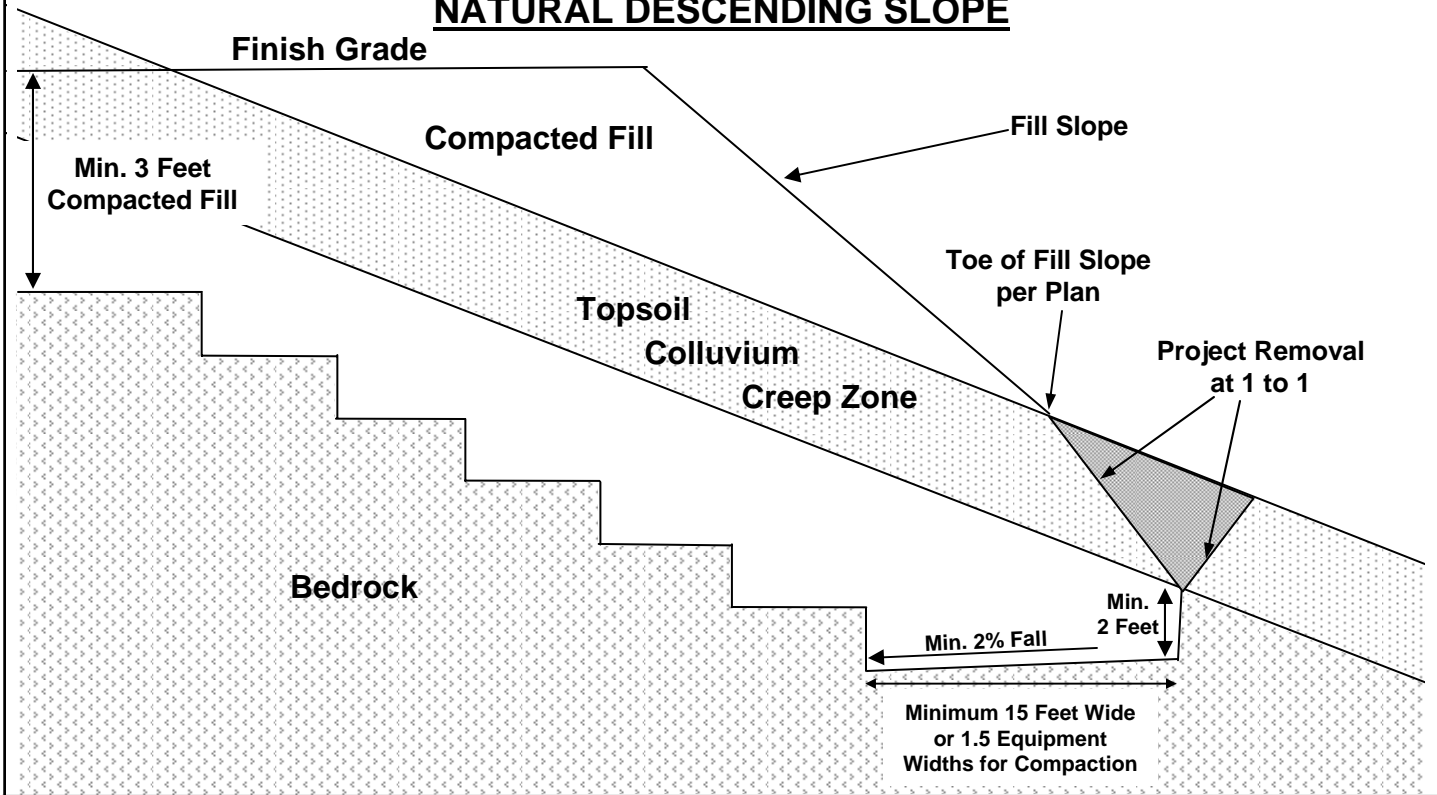 NATURAL DESCENDING SLOPE
Finish Grade
Compacted Fill
Fill Slope
Min. 3 Feet
Compacted Fill
Toe of Fill Slope
per Plan
Topsoil
Colluvium
Creep Zone
Project Removal
at 1 to 1
Bedrock
Min.
2 Feet
Min. 2% Fall
Minimum 15 Feet Wide
or 1.5 Equipment
Widths for Compaction